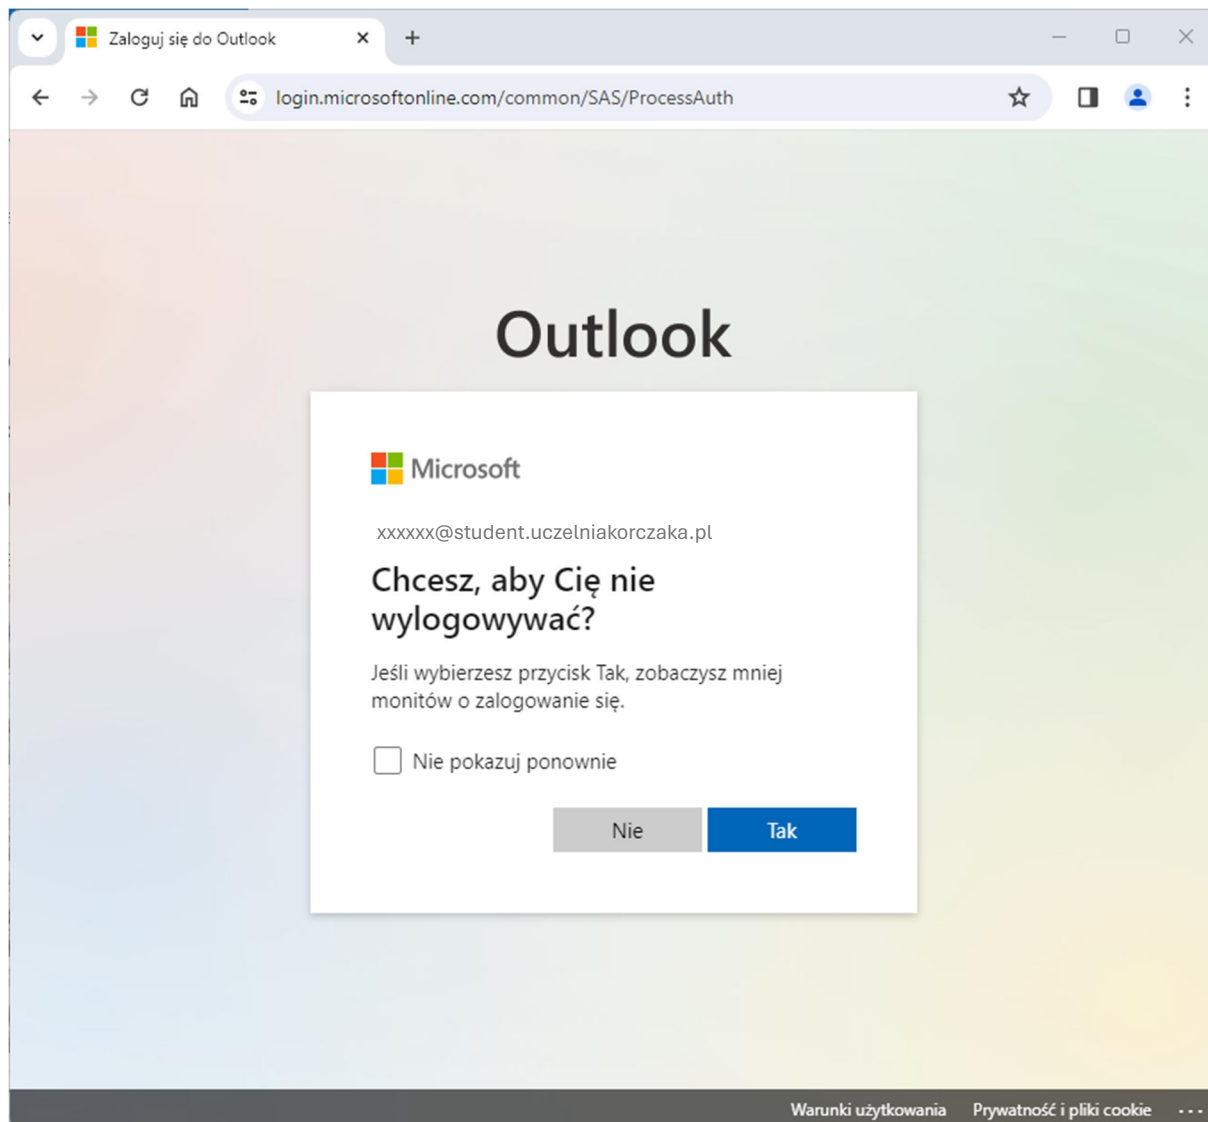 Zaloguj się do Outlook
login.microsoftonline.com/common/SAS/ProcessAuth
Outlook
Microsoft
xxxxxx@student.uczelniakorczaka.pl
Chcesz, aby Cię nie
wylogowywać?
Jeśli wybierzesz przycisk Tak, zobaczysz mniej
monitów o zalogowanie się.
Nie pokazuj ponownie
Nie Tak
Warunki użytkowania Prywatność i pliki cookie ...